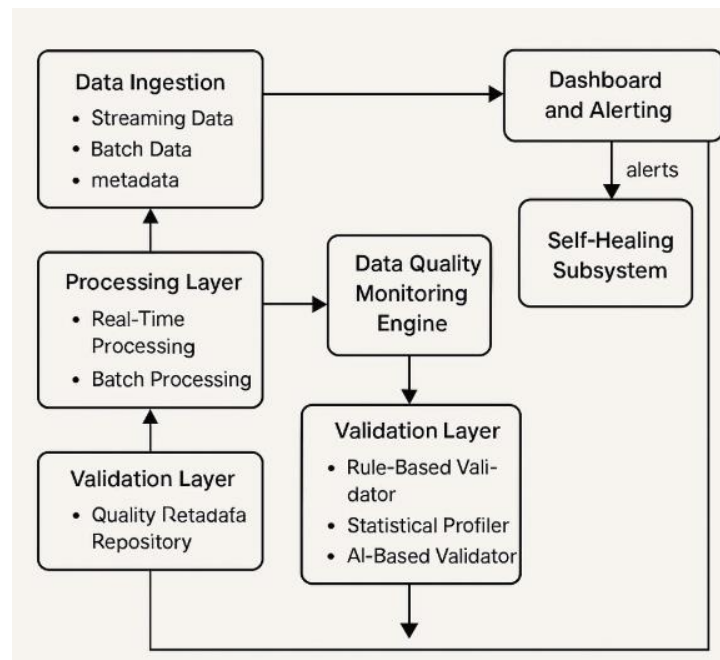 Data Ingestion
• Streaming Data
• Batch Data
• metadata
Dashboard
and Alerting
alerts
Self-Healing
Subsystem
Processing Layer
• Real-Time
Processing
• Batch Processing
Data Quality
Monitoring
Engine
Validation Layer
• Quality
Repository
Validation Layer
• Rule-Based Vali-
dator
• Statistical Profiler
• AI-Based Validator